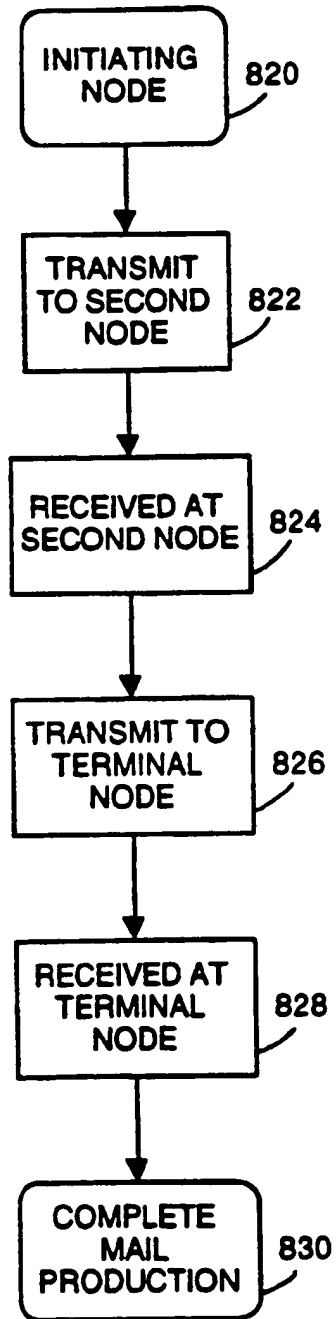 INITIATING
NODE
820
TRANSMIT
TO SECOND
NODE
822
RECEIVED AT
SECOND NODE
824
TRANSMIT TO
TERMINAL
NODE
826
RECEIVED AT
TERMINAL
NODE
828
COMPLETE
MAIL
PRODUCTION
830